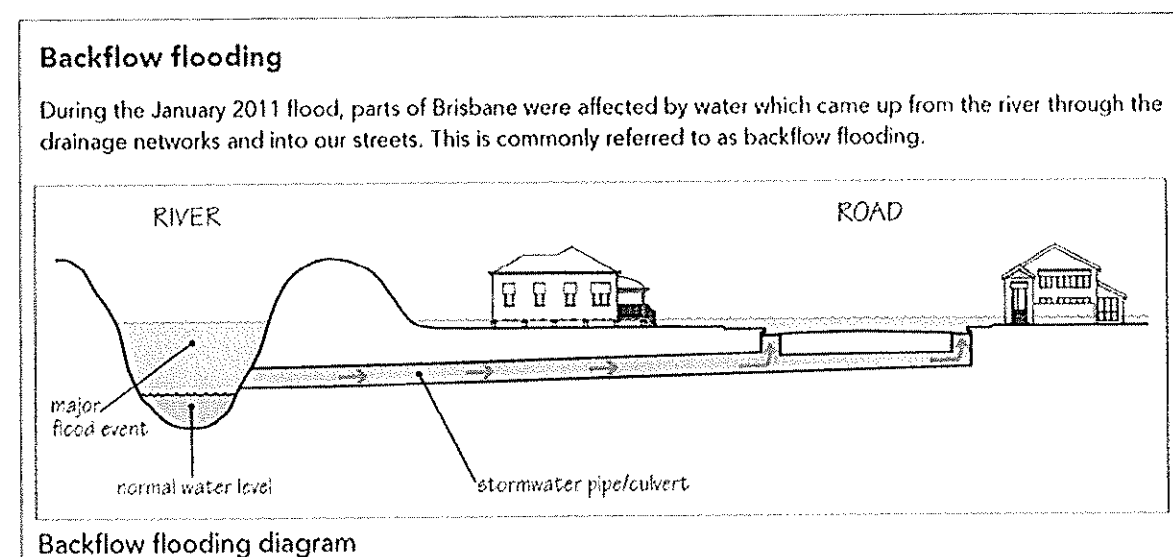 Backflow flooding
During the January 2011 flood, parts of Brisbane were affected by water which came up from the river through the
drainage networks and into our streets. This is commonly referred to as backflow flooding.
RIVER
ROAD
major
flood event
normal water level
stormwater pipe/culvert
Backflow flooding diagram